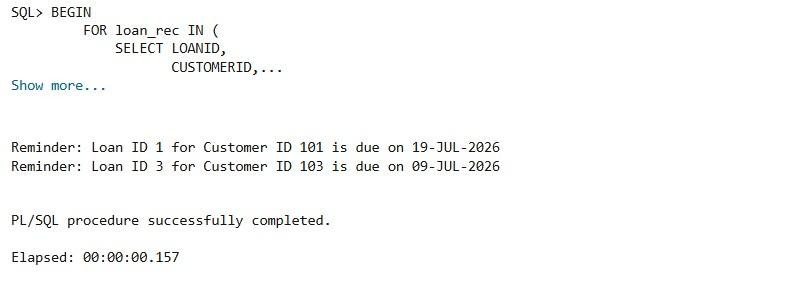 SQL> BEGIN
FOR loan_rec IN (
SELECT LOANID,
CUSTOMERID,...
Show more...
Reminder: Loan ID 1 for Customer ID 101 is due on 19-JUL-2026
Reminder: Loan ID 3 for Customer ID 103 is due on 09-JUL-2026
PL/SQL procedure successfully completed.
Elapsed: 00:00:00.157